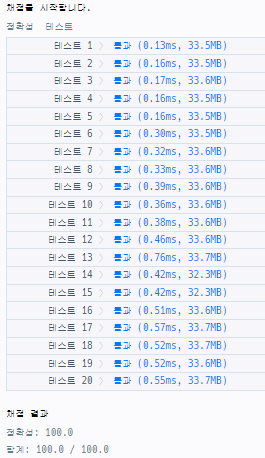 채점을 시작합니다.
정확성 테스트
테스트 1 〉 통과 (0.13ms, 33.5MB)
테스트 2 〉 통과 (0.16ms, 33.5MB)
테스트 3 〉 통과 (0.17ms, 33.6MB)
테스트 4 〉 통과 (0.16ms, 33.5MB)
테스트 5 〉 통과 (0.16ms, 33.5MB)
테스트 6 〉 통과 (0.30ms, 33.5MB)
테스트 7 〉 통과 (0.32ms, 33.6MB)
테스트 8 〉 통과 (0.33ms, 33.6MB)
테스트 9 〉 통과 (0.39ms, 33.6MB)
테스트 10 〉 통과 (0.36ms, 33.6MB)
테스트 11 〉 통과 (0.38ms, 33.6MB)
테스트 12 〉 통과 (0.46ms, 33.6MB)
테스트 13 〉 통과 (0.76ms, 33.7MB)
테스트 14 〉 통과 (0.42ms, 32.3MB)
테스트 15 〉 통과 (0.42ms, 32.3MB)
테스트 16 〉 통과 (0.51ms, 33.6MB)
테스트 17 〉 통과 (0.57ms, 33.7MB)
테스트 18 〉 통과 (0.52ms, 33.7MB)
테스트 19 〉 통과 (0.52ms, 33.6MB)
테스트 20 〉 통과 (0.55ms, 33.7MB)
채점 결과
정확성: 100.0
합계: 100.0 / 100.0